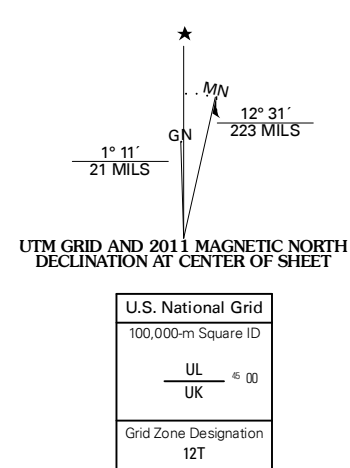 MN
12° 31´
223 MILS
GN
1° 11´
21 MILS
UTM GRID AND 2011 MAGNETIC NORTH
DECLINATION AT CENTER OF SHEET
U.S. National Grid
100,000-m Square ID
UL
45 00
UK
Grid Zone Designation
12T